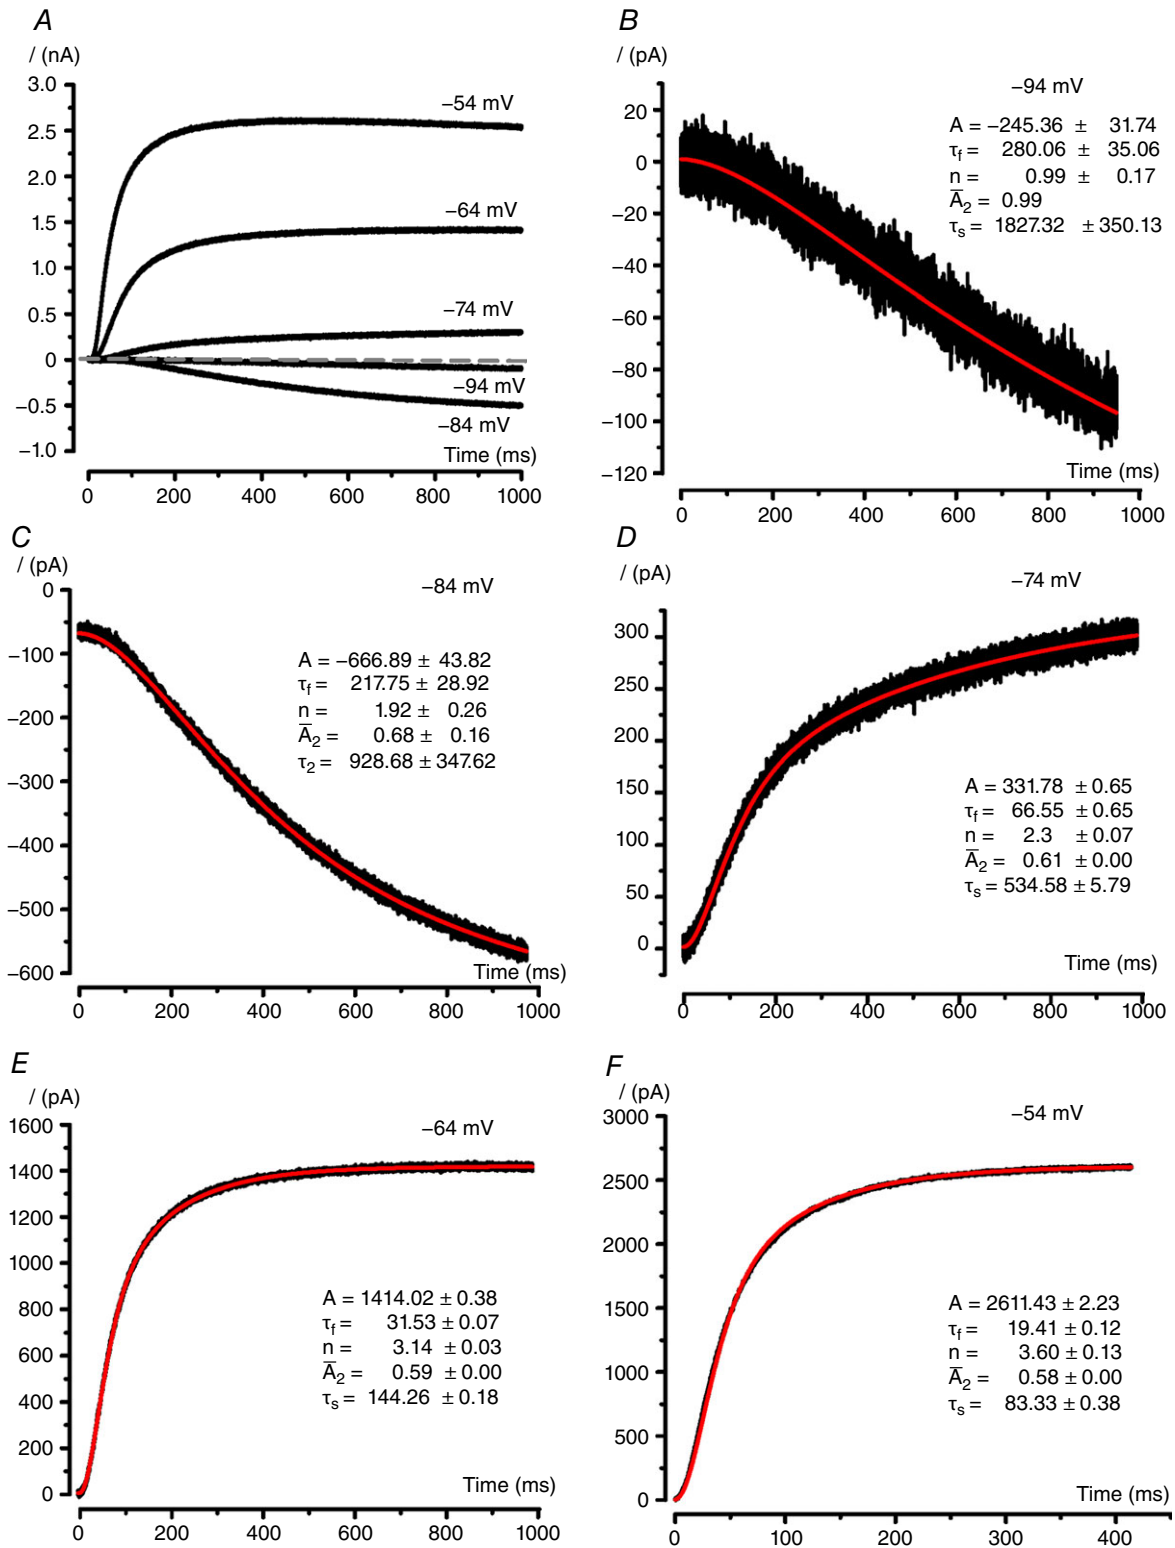 A
I (nA)
3.0
2.5
2.0
1.5
1.0
0.5
0
−0.5
−1.0
−54 mV
−64 mV
−74 mV
−94 mV
−84 mV
Time (ms)
0 200 400 600 800 1000
B
I (pA)
20
0
−20
−40
−60
−80
−100
−120
−94 mV
A = −245.36 ± 31.74
τf = 280.06 ± 35.06
n = 0.99 ± 0.17
A̅2 = 0.99
τs = 1827.32 ± 350.13
Time (ms)
0 200 400 600 800 1000
C
I (pA)
0
−100
−200
−300
−400
−500
−600
−84 mV
A = −666.89 ± 43.82
τf = 217.75 ± 28.92
n = 1.92 ± 0.26
A̅2 = 0.68 ± 0.16
τ2 = 928.68 ± 347.62
Time (ms)
0 200 400 600 800 1000
D
I (pA)
300
250
200
150
100
50
0
−74 mV
A = 331.78 ± 0.65
τf = 66.55 ± 0.65
n = 2.3 ± 0.07
A̅2 = 0.61 ± 0.00
τs = 534.58 ± 5.79
Time (ms)
0 200 400 600 800 1000
E
I (pA)
1600
1400
1200
1000
800
600
400
200
0
−64 mV
A = 1414.02 ± 0.38
τf = 31.53 ± 0.07
n = 3.14 ± 0.03
A̅2 = 0.59 ± 0.00
τs = 144.26 ± 0.18
Time (ms)
0 200 400 600 800 1000
F
I (pA)
3000
2500
2000
1500
1000
500
0
−54 mV
A = 2611.43 ± 2.23
τf = 19.41 ± 0.12
n = 3.60 ± 0.13
A̅2 = 0.58 ± 0.00
τs = 83.33 ± 0.38
Time (ms)
0 100 200 300 400